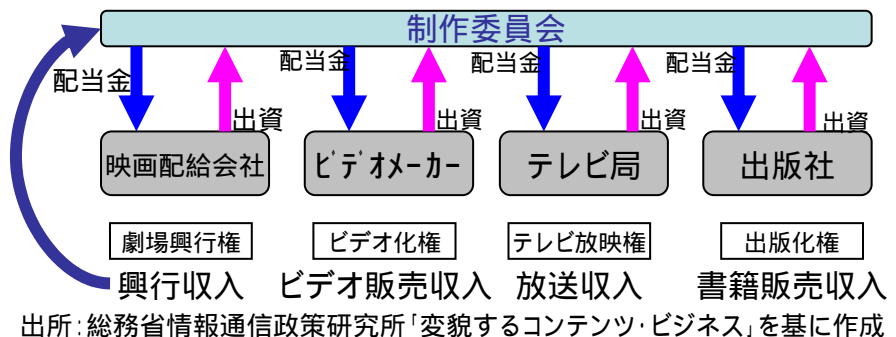 制作委員会
配当金 配当金 配当金 配当金
出資 出資 出資 出資
映画配給会社 ビデオメーカー テレビ局 出版社
劇場興行権 ビデオ化権 テレビ放映権 出版化権
興行収入 ビデオ販売収入 放送収入 書籍販売収入
出所:総務省情報通信政策研究所「変貌するコンテンツ・ビジネス」を基に作成